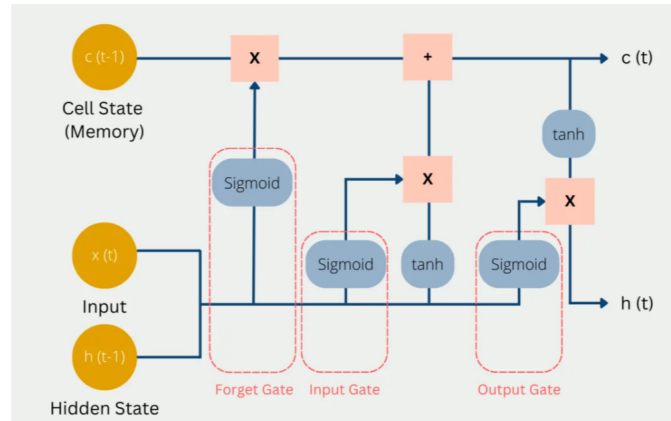 c (t-1)
X
+
c (t)
Cell State
(Memory)
tanh
Sigmoid
X
X
x (t)
Sigmoid
tanh
Sigmoid
Input
h (t)
h (t-1)
Forget Gate
Input Gate
Output Gate
Hidden State